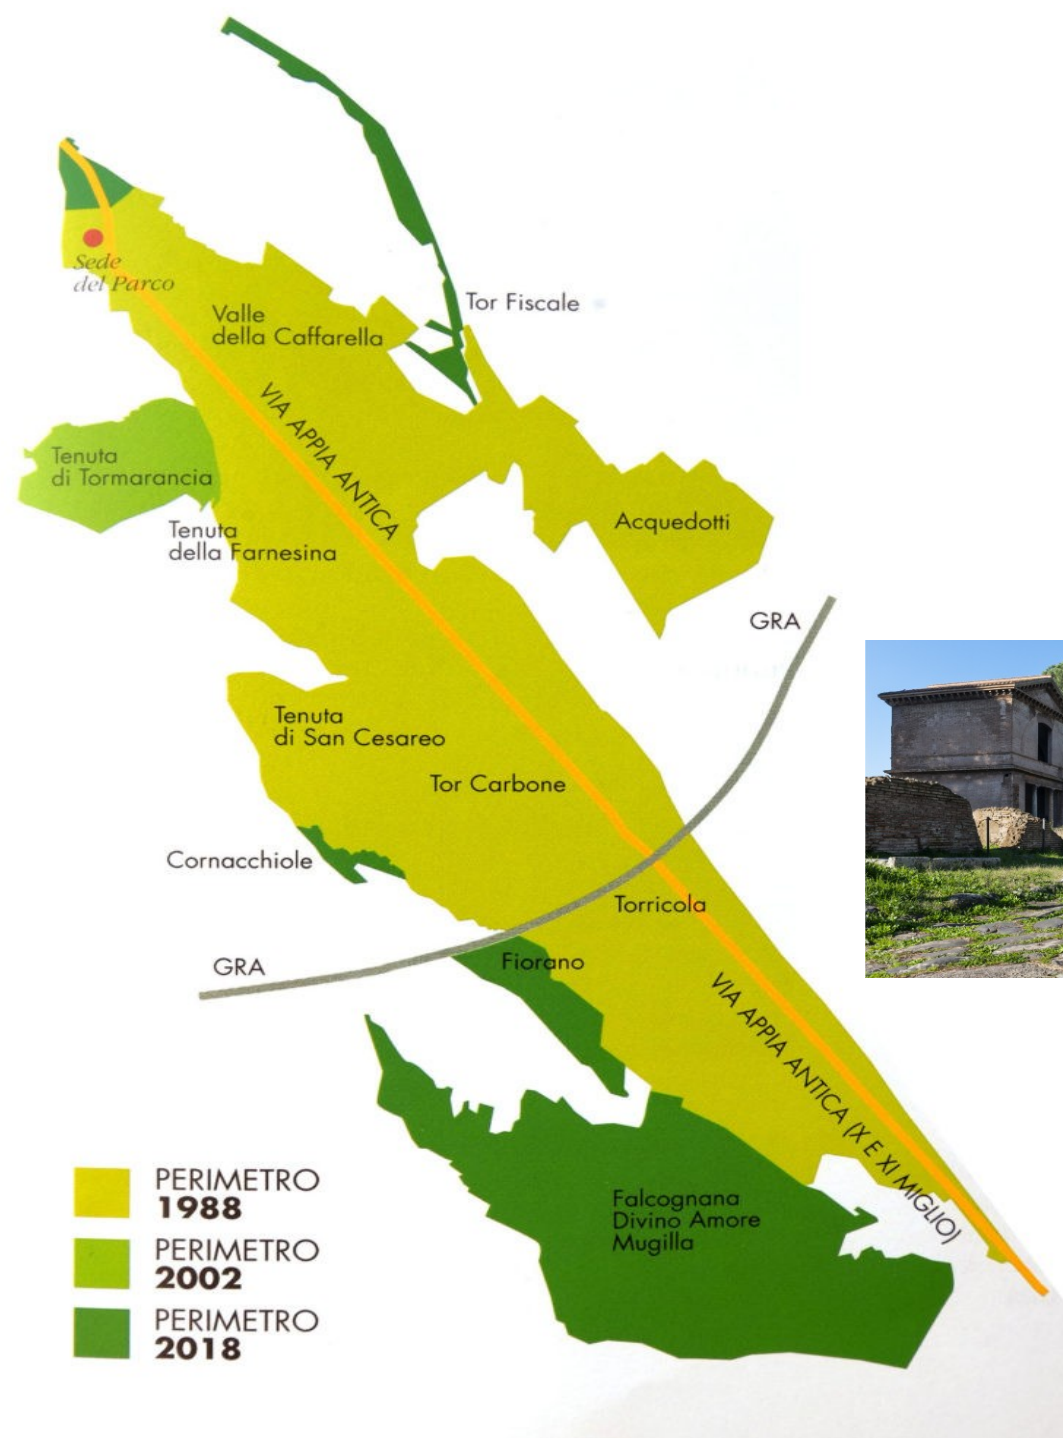 Sede
del Parco
Tor Fiscale
Valle
della Caffarella
VIA APPIA ANTICA
Tenuta
di Tormarancia
Tenuta
della Farnesina
Acquedotti
GRA
Tenuta
di San Cesareo
Tor Carbone
Cornacchiole
Torricola
GRA
Fiorano
VIA APPIA ANTICA (X E XI MIGLIO)
Falcognana
Divino Amore
Mugilla
PERIMETRO
1988
PERIMETRO
2002
PERIMETRO
2018